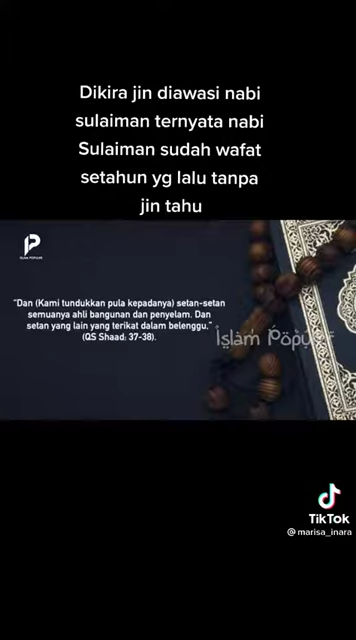 Dikira jin diawasi nabi
sulaiman ternyata nabi
Sulaiman sudah wafat
setahun yg lalu tanpa
jin tahu
ISLAM POPULER
"Dan (Kami tundukkan pula kepadanya) setan-setan
semuanya ahli bangunan dan penyelam. Dan
setan yang lain yang terikat dalam belenggu,"
(QS Shaad: 37-38).
TikTok
@marisa_inara